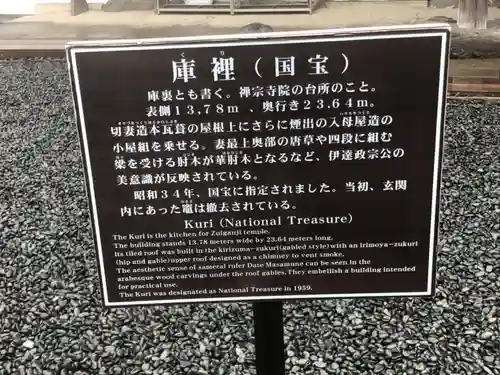 庫裡(国宝)
庫裏とも書く。禅宗寺院の台所のこと。
表側13,78m、奥行き23.64m。
切妻造本瓦葺の屋根上にさらに煙出の入母屋造の
小屋組を乗せる。妻最上奥部の唐草や四段に組む
梁を受ける肘木が華肘木となるなど、伊達政宗公の
美意識が反映されている。
昭和34年、国宝に指定されました。当初、玄関
内にあった竈は撤去されている。
Kuri (National Treasure)
The Kuri is the kitchen for Zuiganji temple.
The building stands 13.78 meters wide by 23.64 meters long.
Its tiled roof was built in the kirizuma-zukuri(gabled style)with an irimoya-zukuri
(hip and gable)upper roof designed as a chimney to vent smoke.
The aesthetic sense of samerai ruler Date Masamune can be seen in the
arabesque wood carvings under the roof gables. They embellish a building intended
for practical use.
The Kuri was designated as National Treasure in 1959.